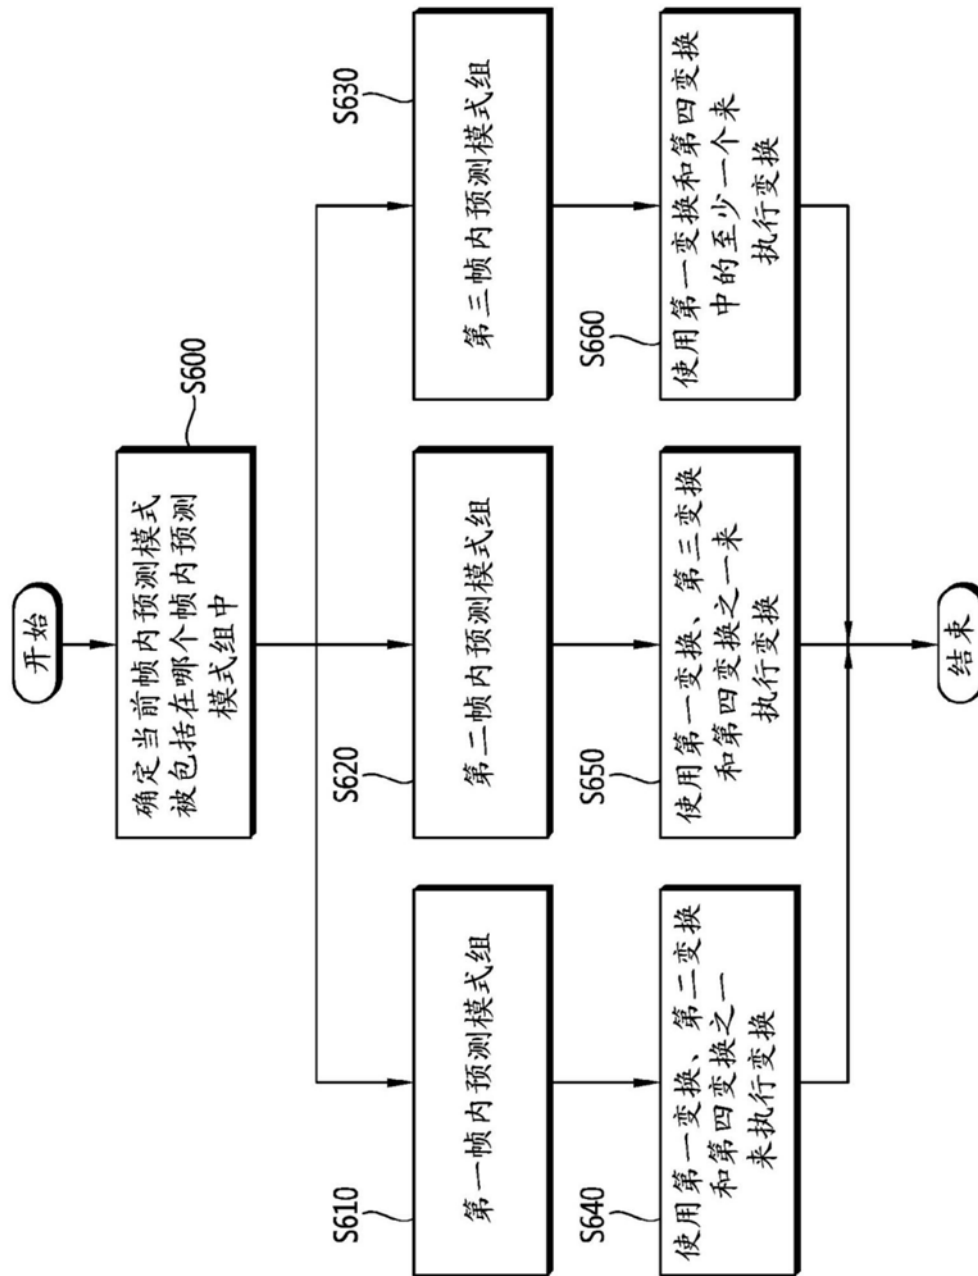 开始
确定当前帧内预测模式
被包括在哪个帧内预测
模式组中
S600
S610
第一帧内预测模式组
S620
第二帧内预测模式组
S630
第三帧内预测模式组
S640
使用第一变换、第二变换
和第四变换之一
来执行变换
S650
使用第一变换、第三变换
和第四变换之一来
执行变换
S660
使用第一变换和第四变换
中的至少一个来
执行变换
结束